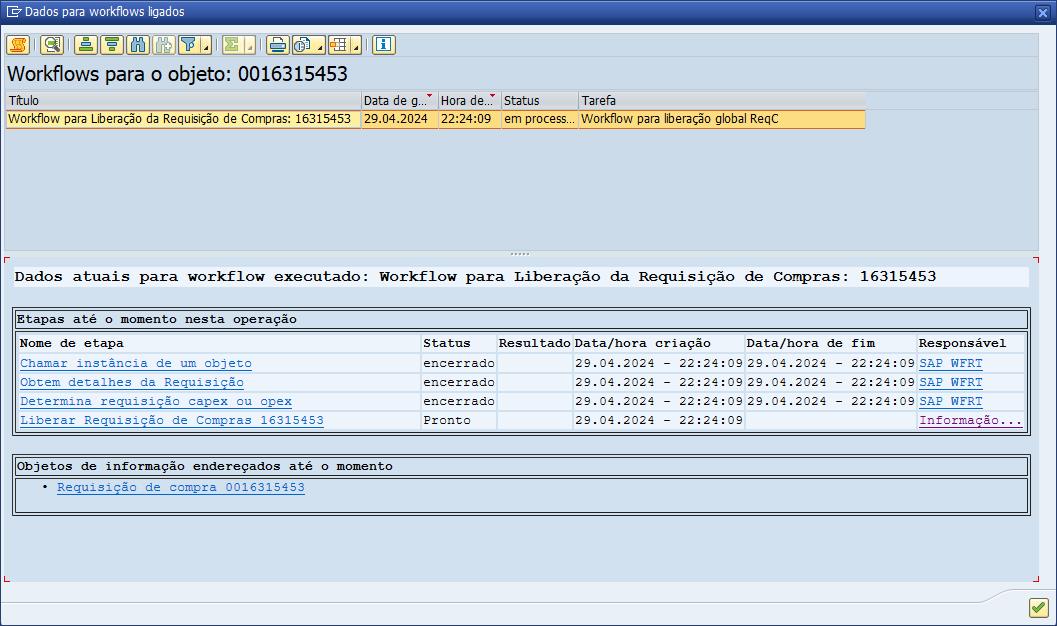 Dados para workflows ligados
Workflows para o objeto: 0016315453
Título Data de g... Hora de... Status Tarefa
Workflow para Liberação da Requisição de Compras: 16315453 29.04.2024 22:24:09 em process... Workflow para liberação global ReqC
Dados atuais para workflow executado: Workflow para Liberação da Requisição de Compras: 16315453
Etapas até o momento nesta operação
Nome de etapa Status Resultado Data/hora criação Data/hora de fim Responsável
Chamar instância de um objeto encerrado 29.04.2024 - 22:24:09 29.04.2024 - 22:24:09 SAP WFRT
Obtem detalhes da Requisição encerrado 29.04.2024 - 22:24:09 29.04.2024 - 22:24:09 SAP WFRT
Determina requisição capex ou opex encerrado 29.04.2024 - 22:24:09 29.04.2024 - 22:24:09 SAP WFRT
Liberar Requisição de Compras 16315453 Pronto 29.04.2024 - 22:24:09 Informação...
Objetos de informação endereçados até o momento
• Requisição de compra 0016315453